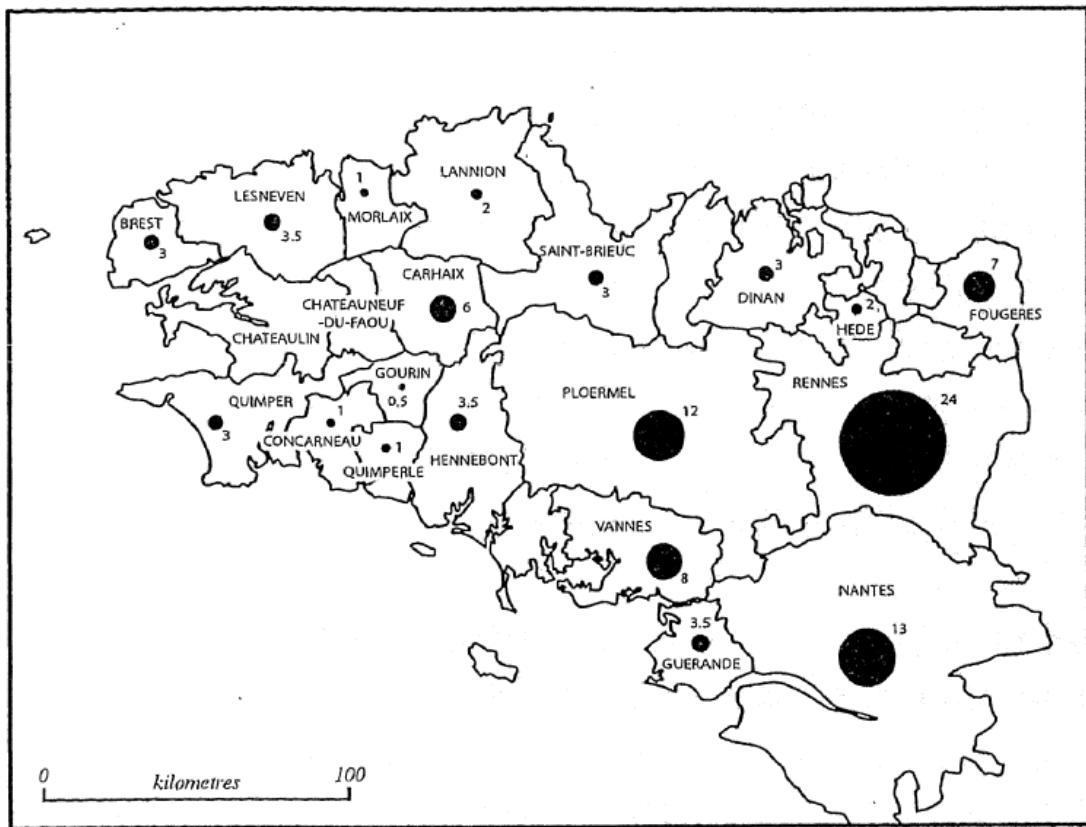 LANNION
2
1
MORLAIX
LESNEVEN
3.5
BREST
3
SAINT-BRIEUC
3
CARHAIX
6
CHATEAUNEUF
-DU-FAOU
CHATEAULIN
3
DINAN
2
HEDE
7
FOUGERES
GOURIN
0,5
QUIMPER
3
1
CONCARNEAU
1
QUIMPERLE
3,5
HENNEBONT
PLOERMEL
12
RENNES
24
VANNES
8
3.5
GUERANDE
NANTES
13
0 100
kilometres